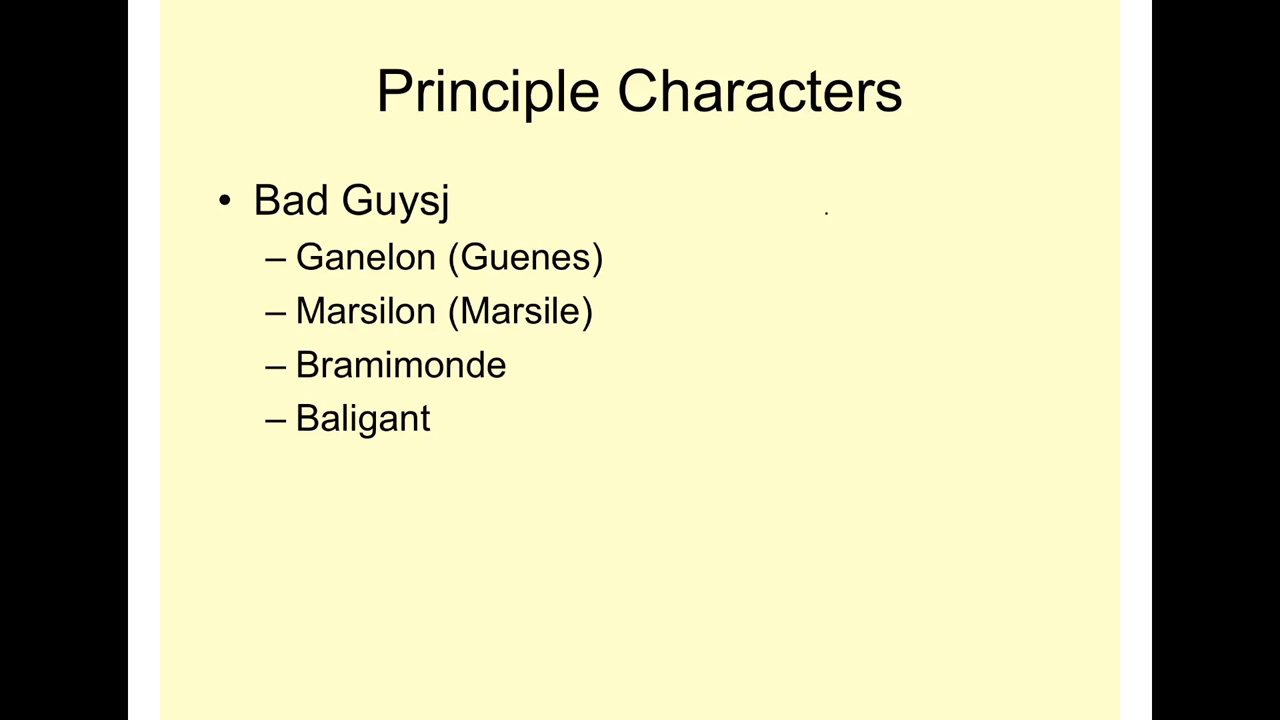 Principle Characters
• Bad Guysj
– Ganelon (Guenes)
– Marsilon (Marsile)
– Bramimonde
– Baligant